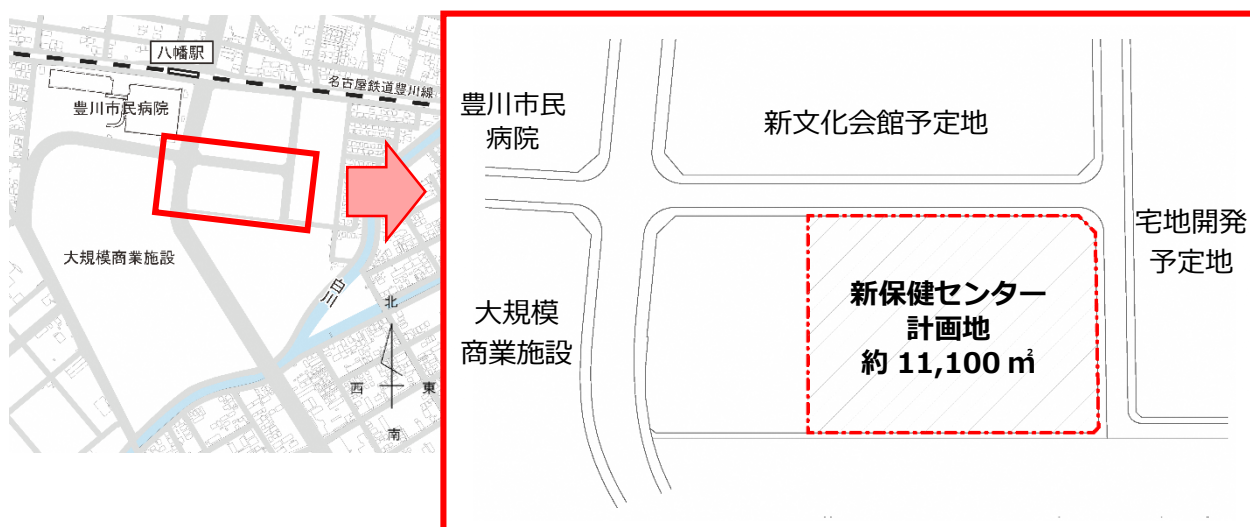 八幡駅
名古屋鉄道豊川線
豊川市民病院
大規模商業施設
白川
北
西
東
南
豊川市民
病院
新文化会館予定地
宅地開発
予定地
大規模
商業施設
新保健センター
計画地
約 11,100 ㎡